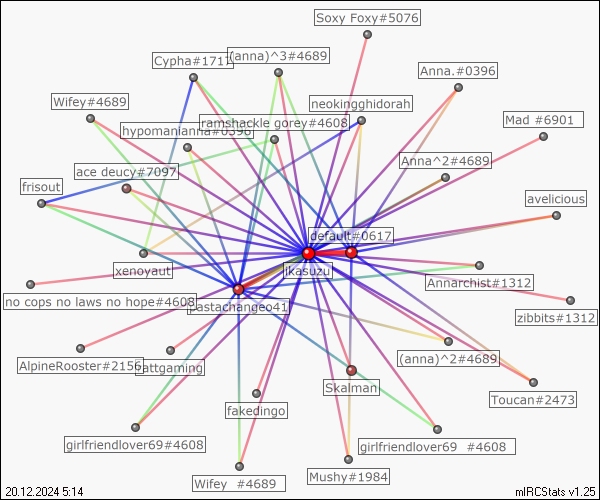 Soxy Foxy#5076
Cypha#1717
(anna)^3#4689
Anna.#0396
Wifey#4689
neokingghidorah
hypomanianna#0396
ramshackle gorey#4608
Mad #6901
ace deucy#7097
Anna^2#4689
frisout
avelicious
default#0617
xenoyaut
ikasuzu
Annarchist#1312
no cops no laws no hope#4608
pastachangeo41
zibbits#1312
AlpineRooster#2156
(anna)^2#4689
Skalman
Toucan#2473
fakedingo
girlfriendlover69#4608
girlfriendlover69 #4608
Wifey #4689
Mushy#1984
20.12.2024 5:14
mIRCStats v1.25